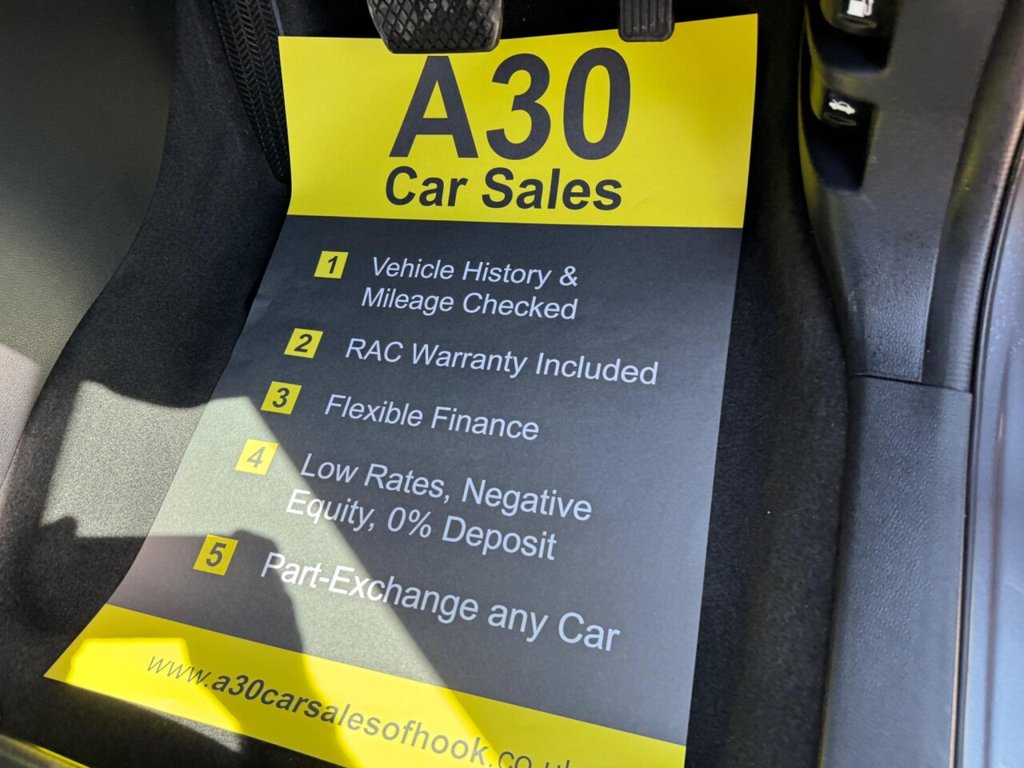 A30
Car Sales
1 Vehicle History &
Mileage Checked
2 RAC Warranty Included
3 Flexible Finance
4 Low Rates, Negative
Equity, 0% Deposit
5 Part-Exchange any Car
www.a30carsalesofhook.co.uk